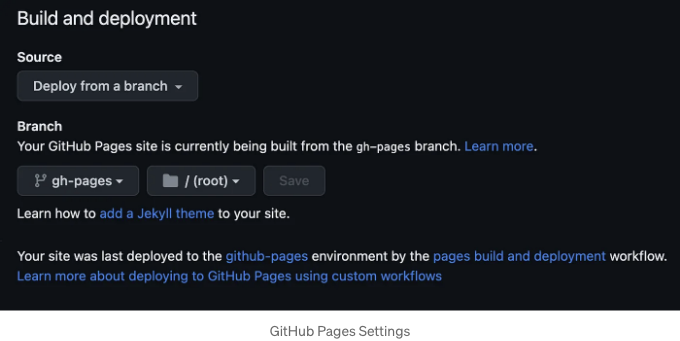 Build and deployment
Source
Deploy from a branch
Branch
Your GitHub Pages site is currently being built from the gh-pages branch. Learn more.
gh-pages / (root) Save
Learn how to add a Jekyll theme to your site.
Your site was last deployed to the github-pages environment by the pages build and deployment workflow.
Learn more about deploying to GitHub Pages using custom workflows
GitHub Pages Settings